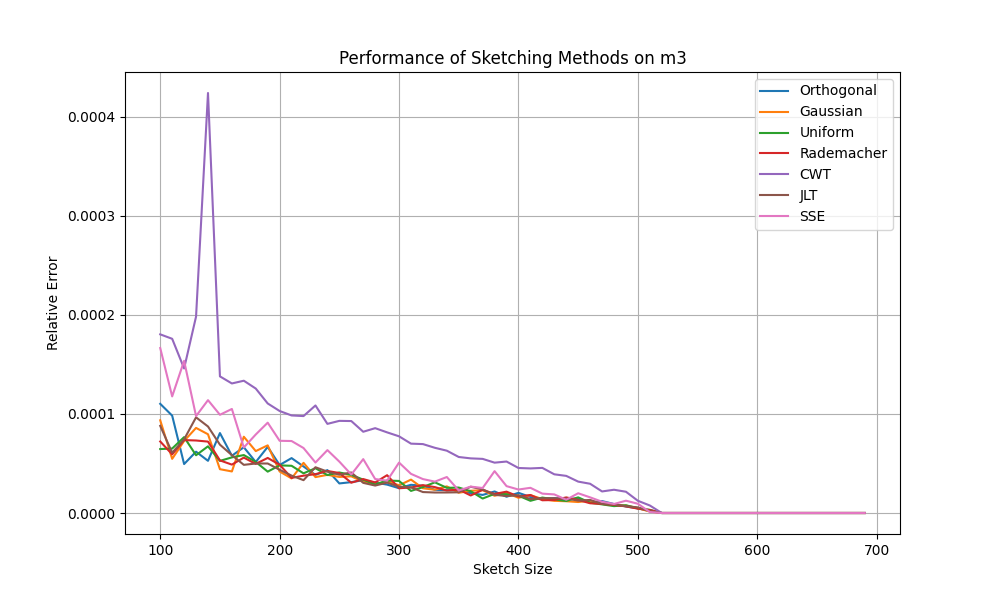 Performance of Sketching Methods on m3
Orthogonal
Gaussian
Uniform
Rademacher
CWT
JLT
SSE
Relative Error
0.0004
0.0003
0.0002
0.0001
0.0000
100 200 300 400 500 600 700
Sketch Size